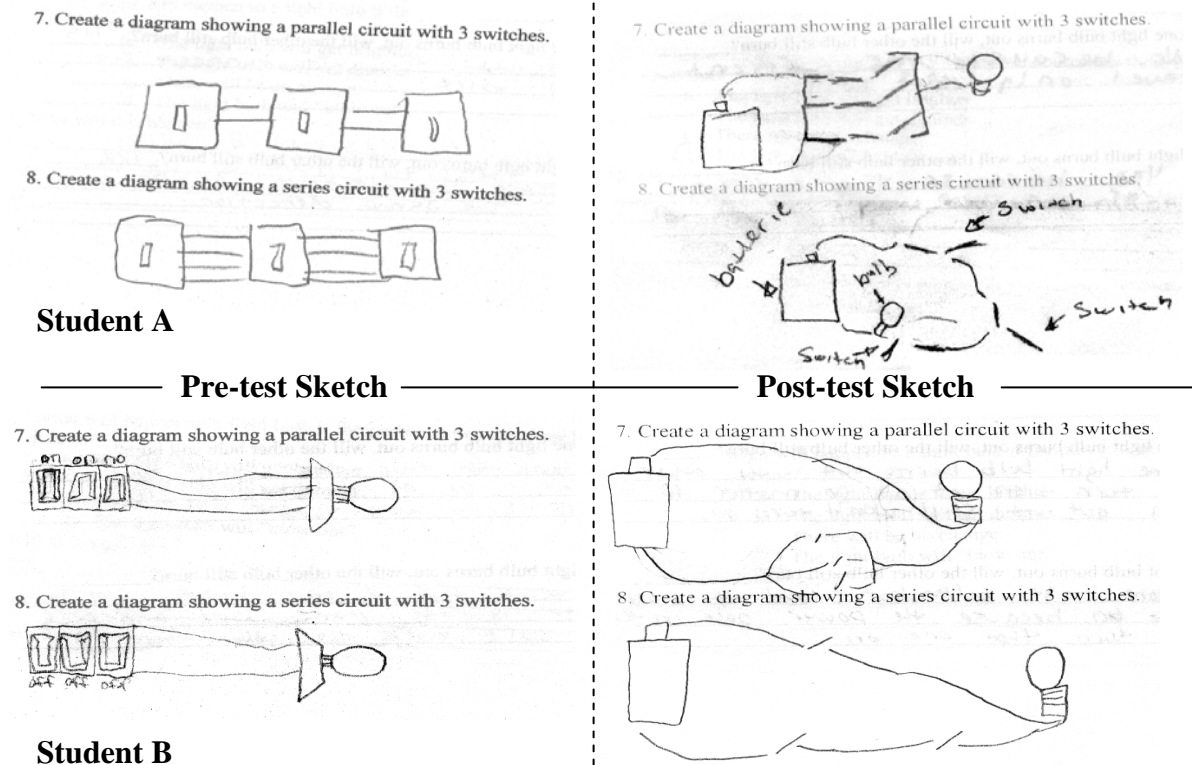 7. Create a diagram showing a parallel circuit with 3 switches.
8. Create a diagram showing a series circuit with 3 switches.
Student A
7. Create a diagram showing a parallel circuit with 3 switches.
8. Create a diagram showing a series circuit with 3 switches.
Switch
batterie
bulb
Switch
Switch
Pre-test Sketch
Post-test Sketch
7. Create a diagram showing a parallel circuit with 3 switches.
on on no
8. Create a diagram showing a series circuit with 3 switches.
off off off
Student B
7. Create a diagram showing a parallel circuit with 3 switches.
8. Create a diagram showing a series circuit with 3 switches.